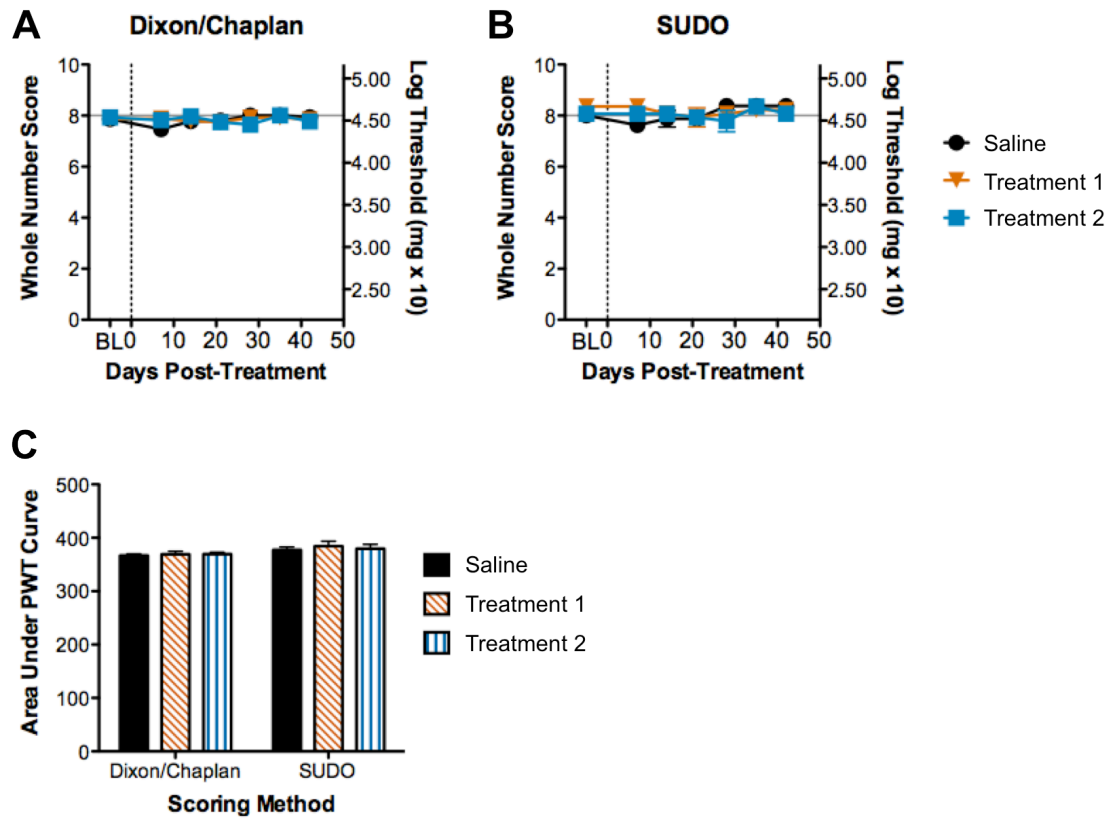 A
Dixon/Chaplan
Whole Number Score
10
8
6
4
2
0
5.00
4.50
4.00
3.50
3.00
2.50
Log Threshold (mg x 10)
BL 0 10 20 30 40 50
Days Post-Treatment
B
SUDO
Whole Number Score
10
8
6
4
2
0
5.00
4.50
4.00
3.50
3.00
2.50
Log Threshold (mg x 10)
BL 0 10 20 30 40 50
Days Post-Treatment
Saline
Treatment 1
Treatment 2
C
Area Under PWT Curve
500
400
300
200
100
0
Dixon/Chaplan SUDO
Scoring Method
Saline
Treatment 1
Treatment 2